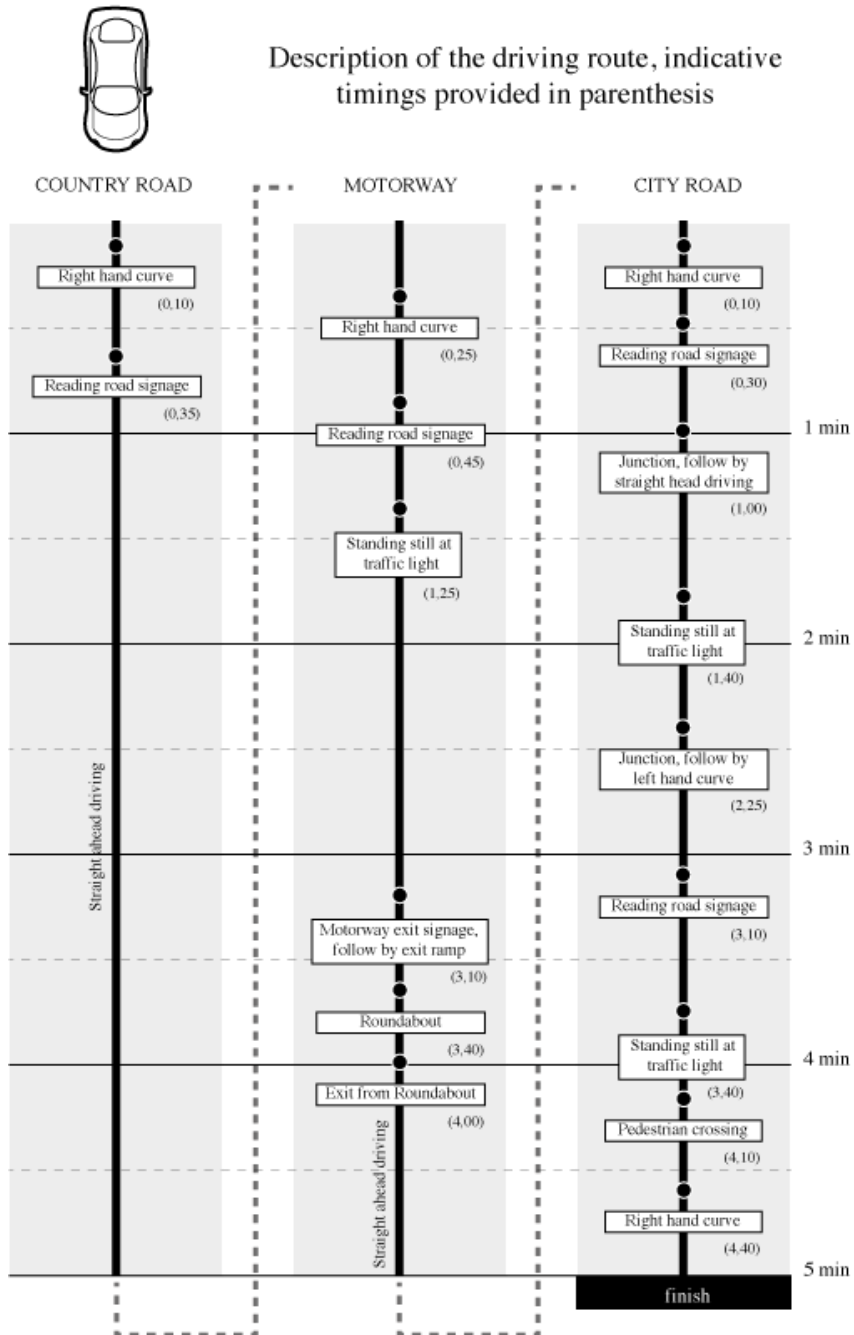 Description of the driving route, indicative
timings provided in parenthesis
COUNTRY ROAD
Right hand curve
(0,10)
Reading road signage
(0,35)
Straight ahead driving
MOTORWAY
Right hand curve
(0,25)
Reading road signage
(0,45)
Standing still at
traffic light
(1,25)
Motorway exit signage,
follow by exit ramp
(3,10)
Roundabout
(3,40)
Exit from Roundabout
(4,00)
Straight ahead driving
CITY ROAD
Right hand curve
(0,10)
Reading road signage
(0,30)
Junction, follow by
straight head driving
(1,00)
Standing still at
traffic light
(1,40)
Junction, follow by
left hand curve
(2,25)
Reading road signage
(3,10)
Standing still at
traffic light
(3,40)
Pedestrian crossing
(4,10)
Right hand curve
(4,40)
finish
1 min
2 min
3 min
4 min
5 min